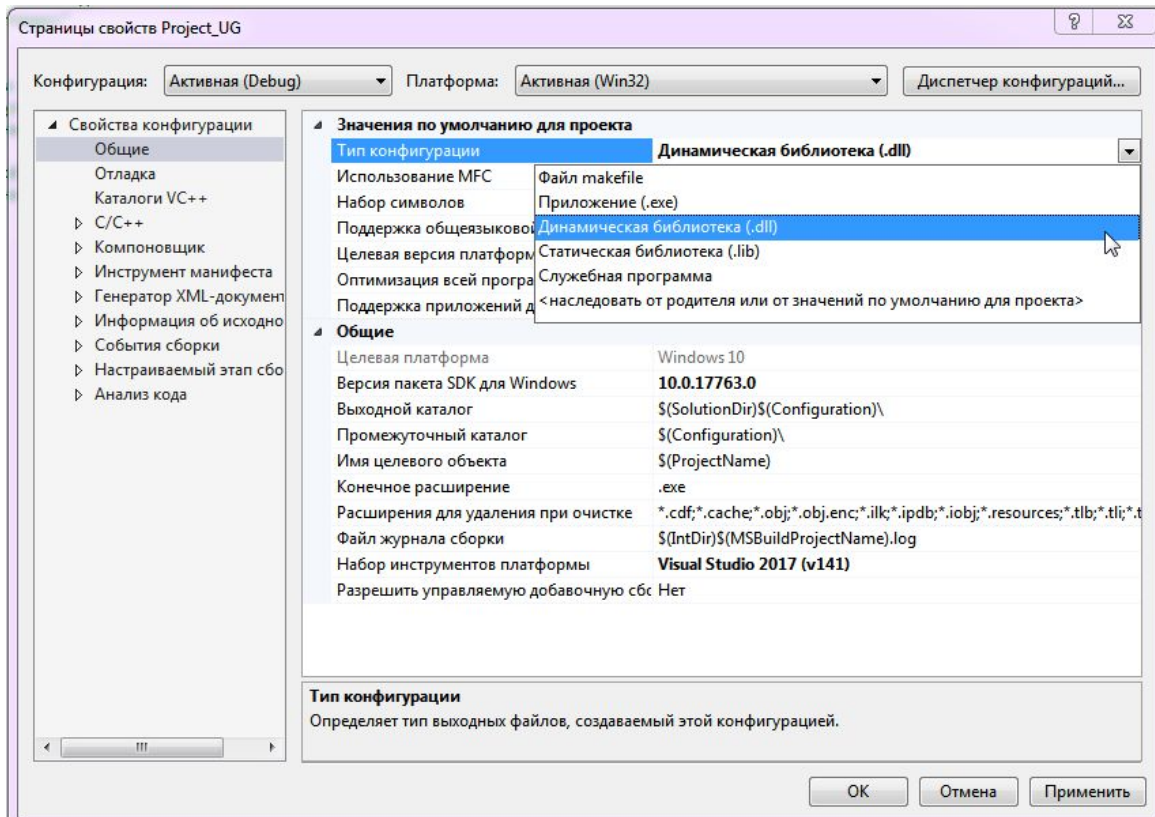 Страницы свойств Project_UG
Конфигурация: Активная (Debug) Платформа: Активная (Win32) Диспетчер конфигураций...
Свойства конфигурации
Общие
Отладка
Каталоги VC++
C/C++
Компоновщик
Инструмент манифеста
Генератор XML-документ
Информация об исходно
События сборки
Настраиваемый этап сбо
Анализ кода
Значения по умолчанию для проекта
Тип конфигурации Динамическая библиотека (.dll)
Использование MFC
Набор символов
Поддержка общеязыковой
Целевая версия платформ
Оптимизация всей програ
Поддержка приложений д
Файл makefile
Приложение (.exe)
Динамическая библиотека (.dll)
Статическая библиотека (.lib)
Служебная программа
<наследовать от родителя или от значений по умолчанию для проекта>
Общие
Целевая платформа Windows 10
Версия пакета SDK для Windows 10.0.17763.0
Выходной каталог $(SolutionDir)$(Configuration)\
Промежуточный каталог $(Configuration)\
Имя целевого объекта $(ProjectName)
Конечное расширение .exe
Расширения для удаления при очистке *.cdf;*.cache;*.obj;*.obj.enc;*.ilk;*.ipdb;*.iobj;*.resources;*.tlb;*.tli;*.t
Файл журнала сборки $(IntDir)$(MSBuildProjectName).log
Набор инструментов платформы Visual Studio 2017 (v141)
Разрешить управляемую добавочную сбо Нет
Тип конфигурации
Определяет тип выходных файлов, создаваемый этой конфигурацией.
OK Отмена Применить